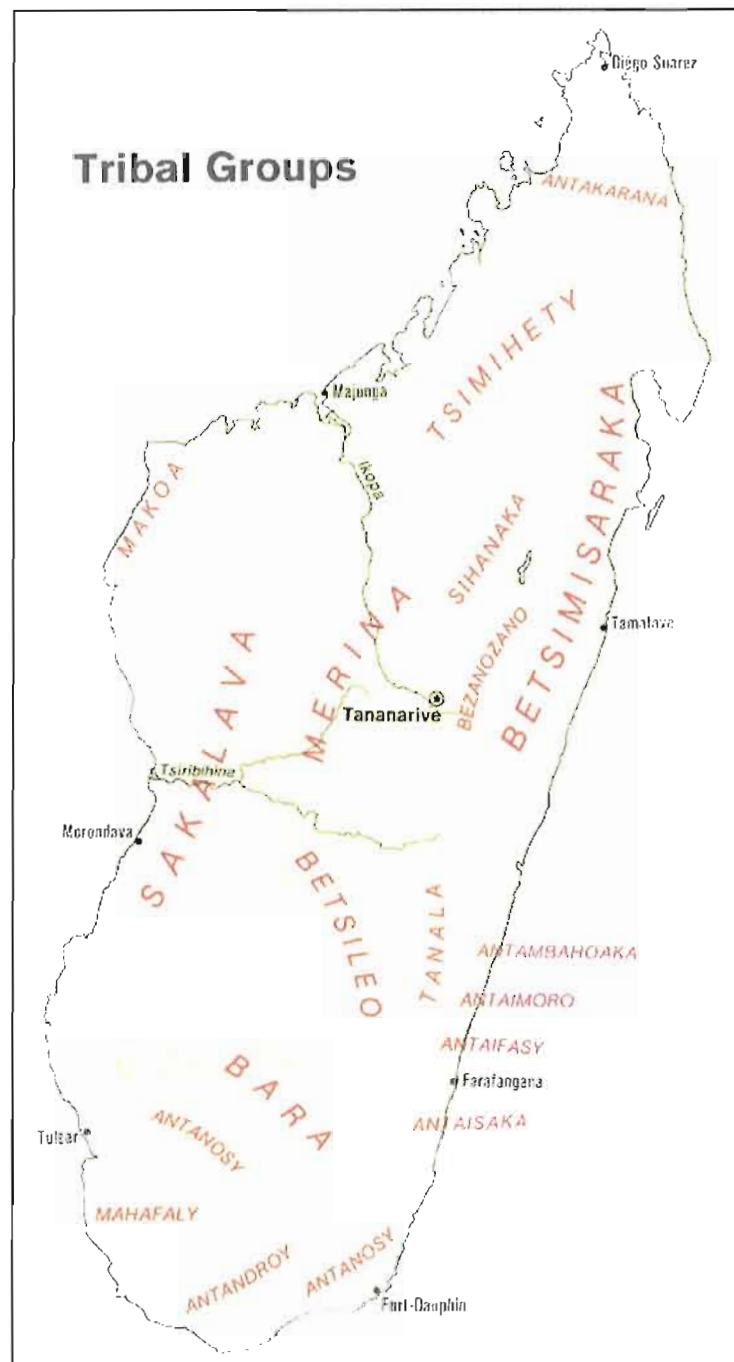 Diégo Suarez
Tribal Groups
ANTAKARANA
TSIMIHETY
Majunga
BETSIMISARAKA
Ikopa
MAKOA
SIHANAKA
MERINA
BEZANOZANO
Tamatave
SAKALAVA
Tananarive
Tsiribihina
Morondava
BETSILEO
TANALA
ANTAMBAHOAKA
ANTAIMORO
ANTAIFASY
BARA
Farafangana
ANTANOSY
ANTAISAKA
Tuléar
MAHAFALY
ANTANOSY
ANTANDROY
Fort-Dauphin